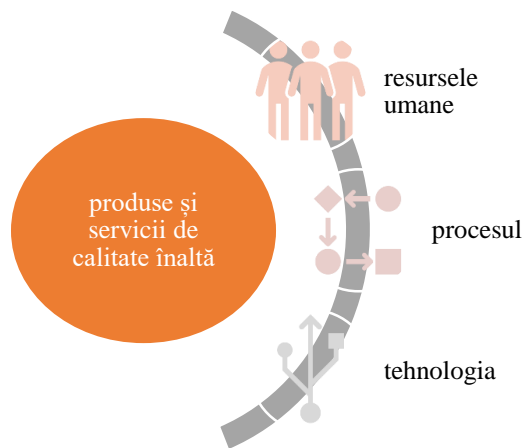 resursele
umane
produse și
servicii de
calitate înaltă
procesul
tehnologia